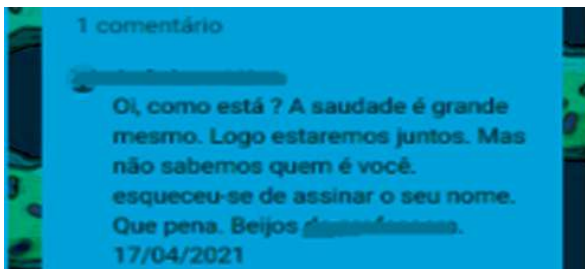 1 comentário
Oi, como está ? A saudade é grande
mesmo. Logo estaremos juntos. Mas
não sabemos quem é você.
esqueceu-se de assinar o seu nome.
Que pena. Beijos
17/04/2021